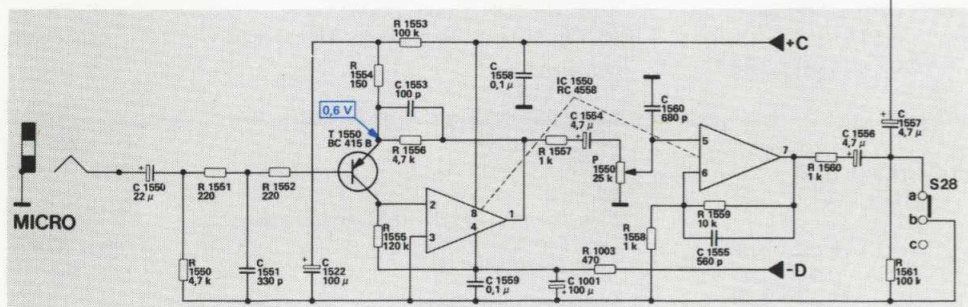 R 1553
100 k
+C
R
1554
150
C 1553
100 p
C
1558
0,1 µ
IC 1550
RC 4558
C
1560
680 p
C
1557
4,7 µ
0,6 V
T 1550
BC 415 B
R 1556
4,7 k
C 1554
4,7 µ
R 1557
1 k
P
1550
25 k
5
6
7
C 1556
4,7 µ
R 1560
1 k
S28
a
b
c
MICRO
C 1550
22 µ
R 1551
220
R 1552
220
2
3
8
4
1
R
1555
120 k
R
1558
1 k
R 1559
10 k
C 1555
560 p
R
1550
4,7 k
C
1551
330 p
C
1522
100 µ
C 1559
0,1 µ
C 1001
100 µ
R 1003
470
-D
R
1561
100 k